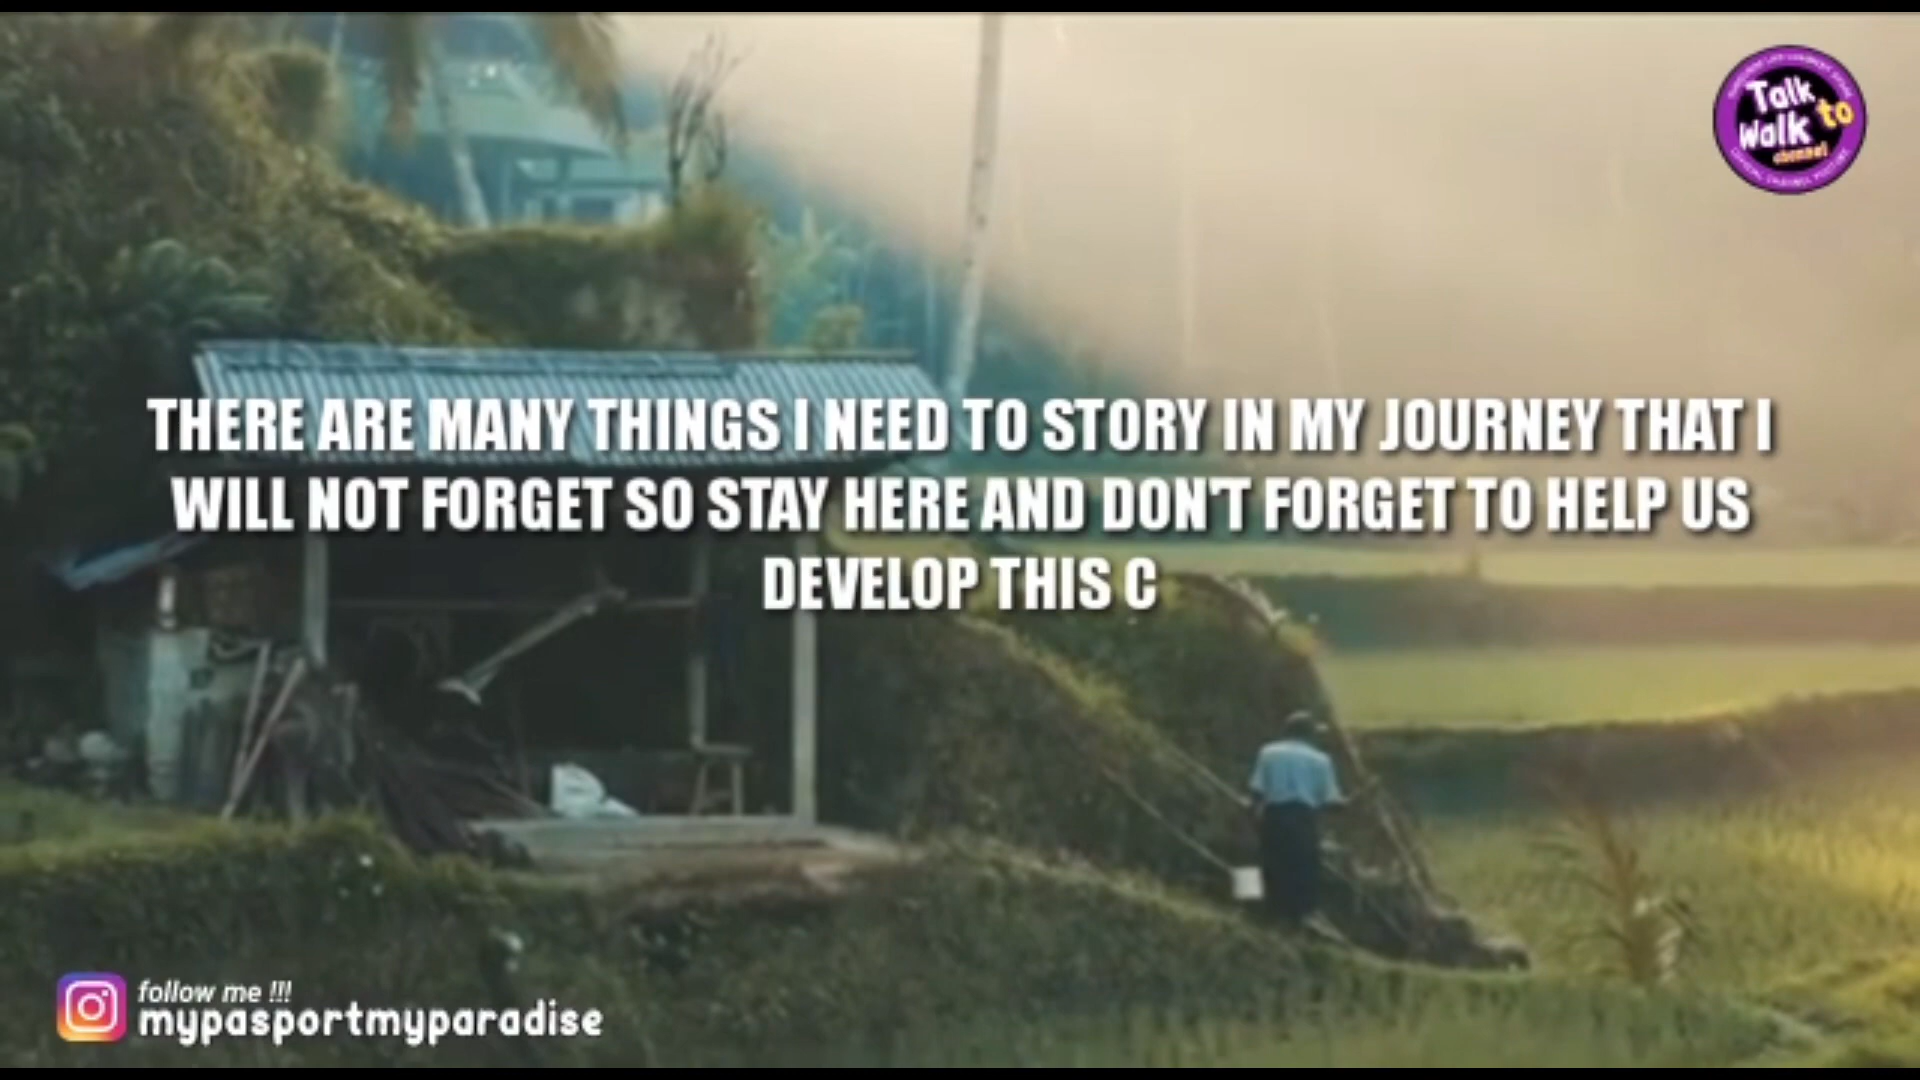 Talk
to
Walk
channel
THERE ARE MANY THINGS I NEED TO STORY IN MY JOURNEY THAT I
WILL NOT FORGET SO STAY HERE AND DON'T FORGET TO HELP US
DEVELOP THIS C
follow me !!!
mypasportmyparadise